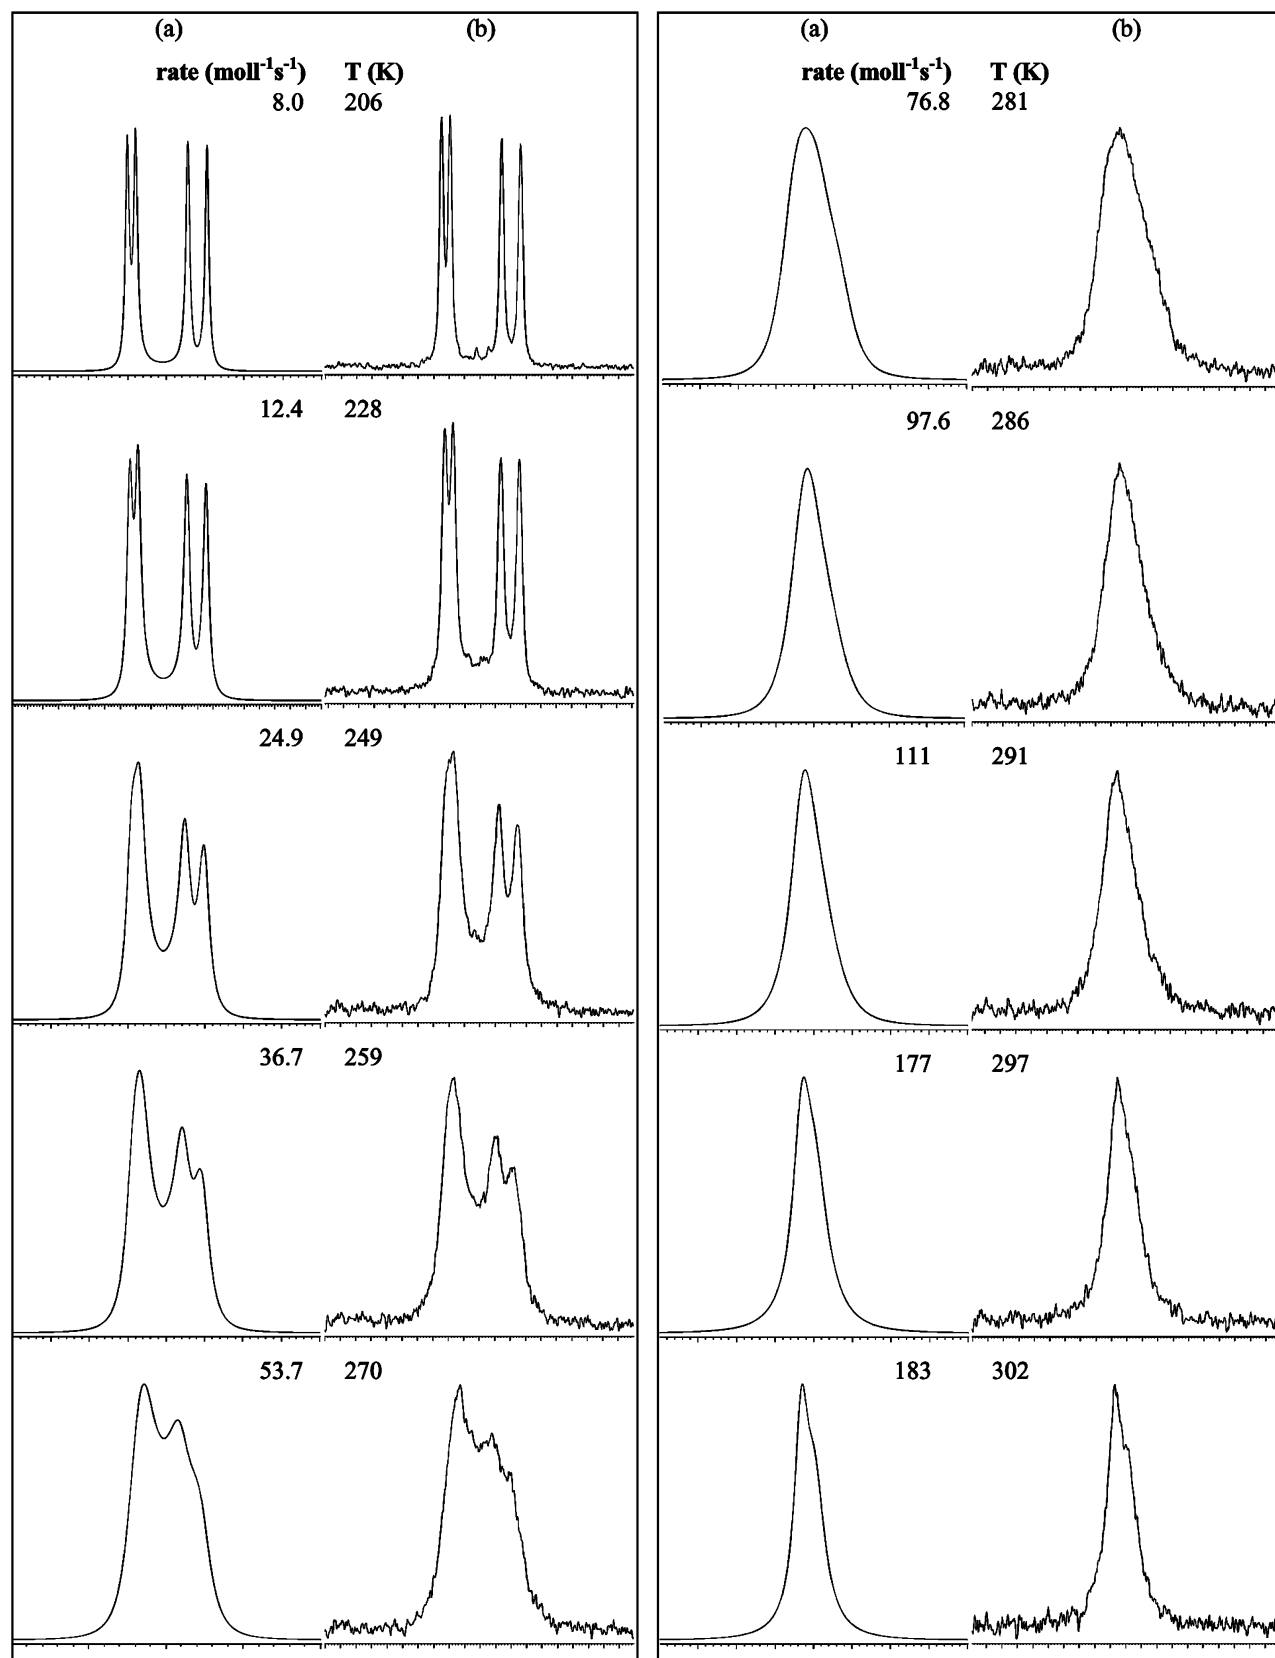 (a) (b)
rate (moll⁻¹s⁻¹) T (K)
8.0 206
12.4 228
24.9 249
36.7 259
53.7 270
(a) (b)
rate (moll⁻¹s⁻¹) T (K)
76.8 281
97.6 286
111 291
177 297
183 302